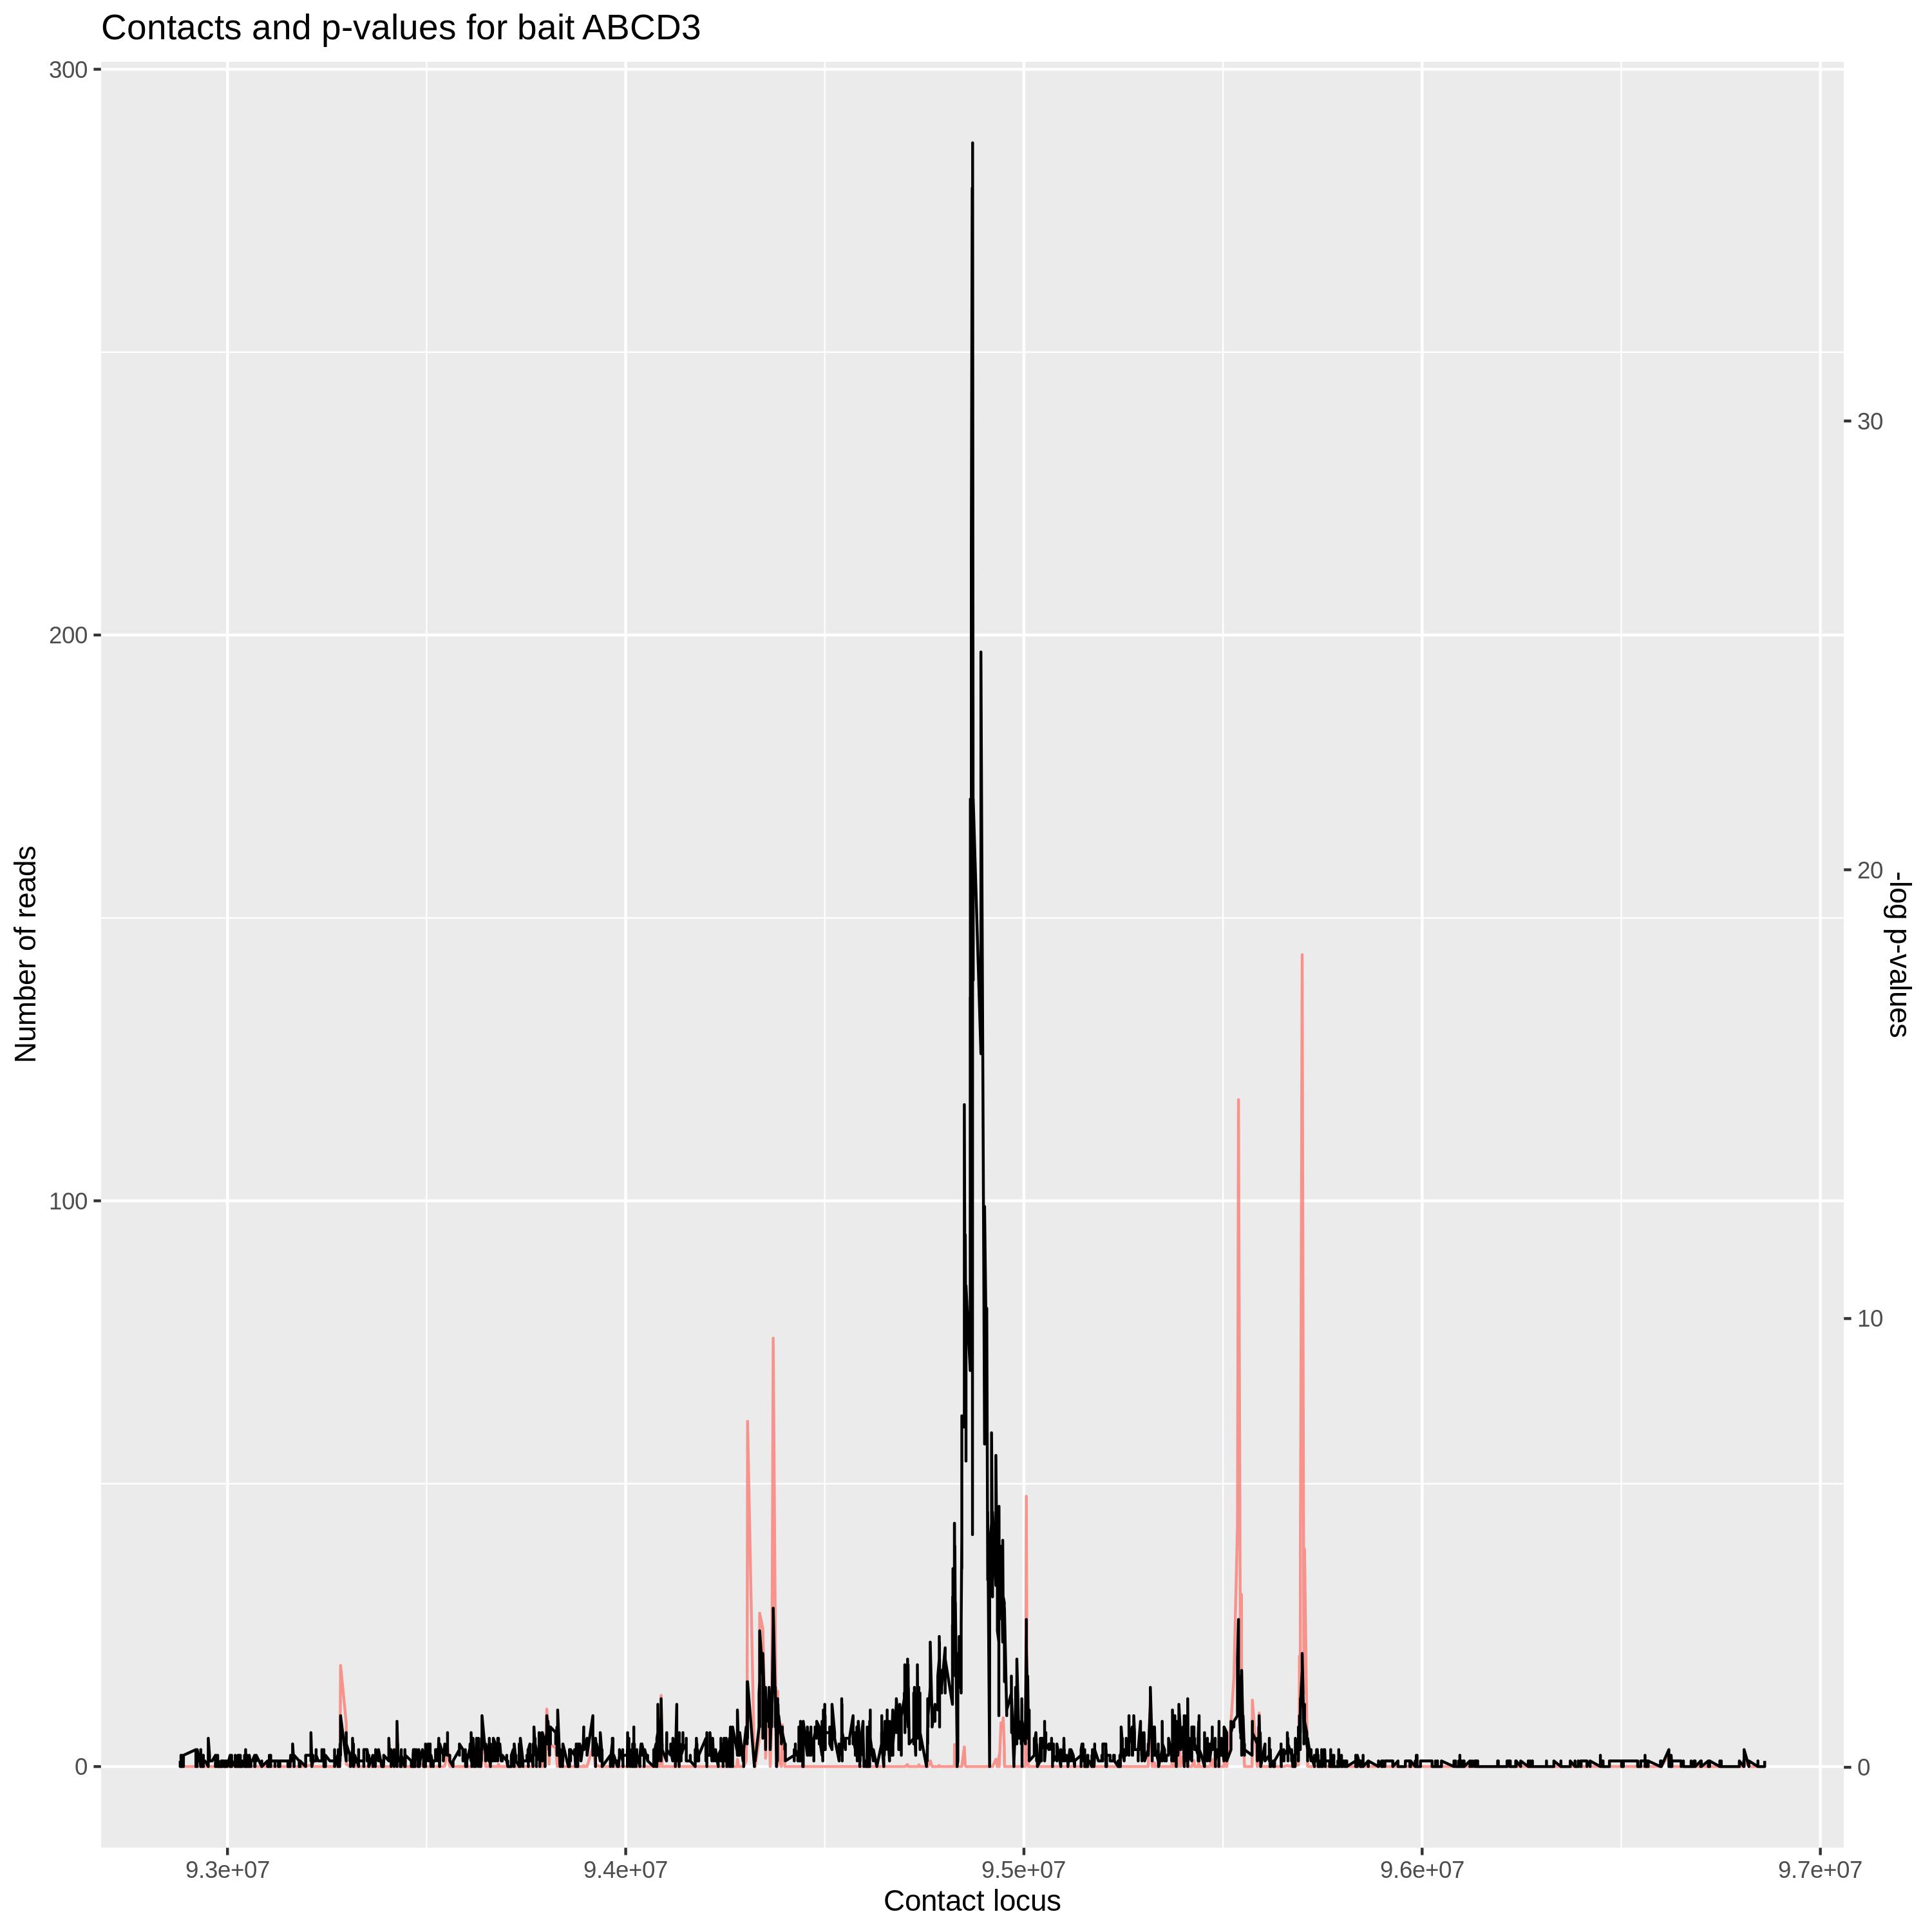 Contacts and p-values for bait ABCD3
300
200
100
0
Number of reads
30
20
10
0
-log p-values
9.3e+07
9.4e+07
9.5e+07
9.6e+07
9.7e+07
Contact locus